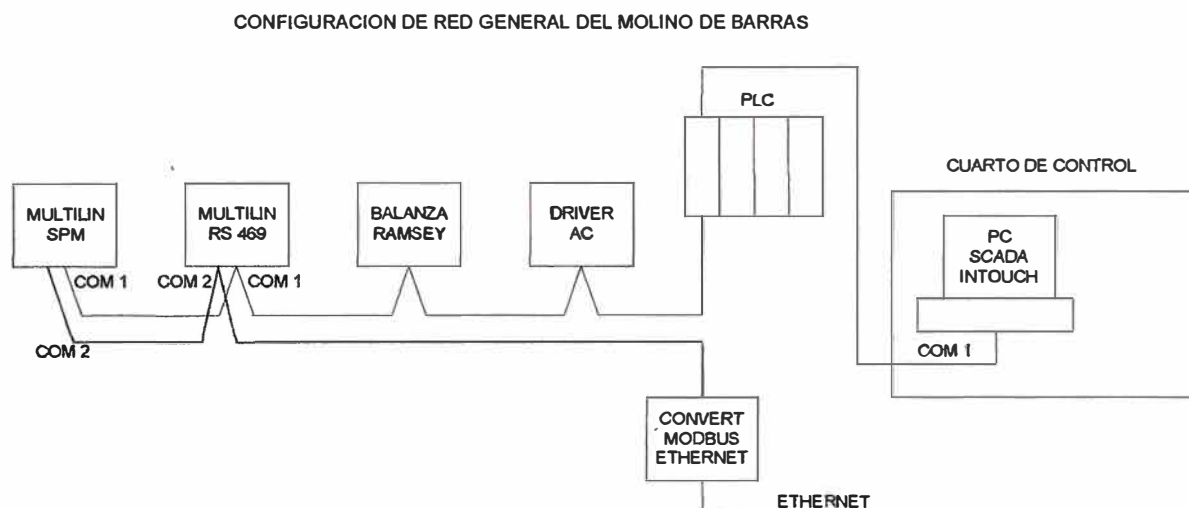 CONFIGURACION DE RED GENERAL DEL MOLINO DE BARRAS
PLC
CUARTO DE CONTROL
MULTILIN
SPM
MULTILIN
RS 469
BALANZA
RAMSEY
DRIVER
AC
PC
SCADA
INTOUCH
COM 1
COM 2
COM 1
COM 2
COM 1
CONVERT
MODBUS
ETHERNET
ETHERNET